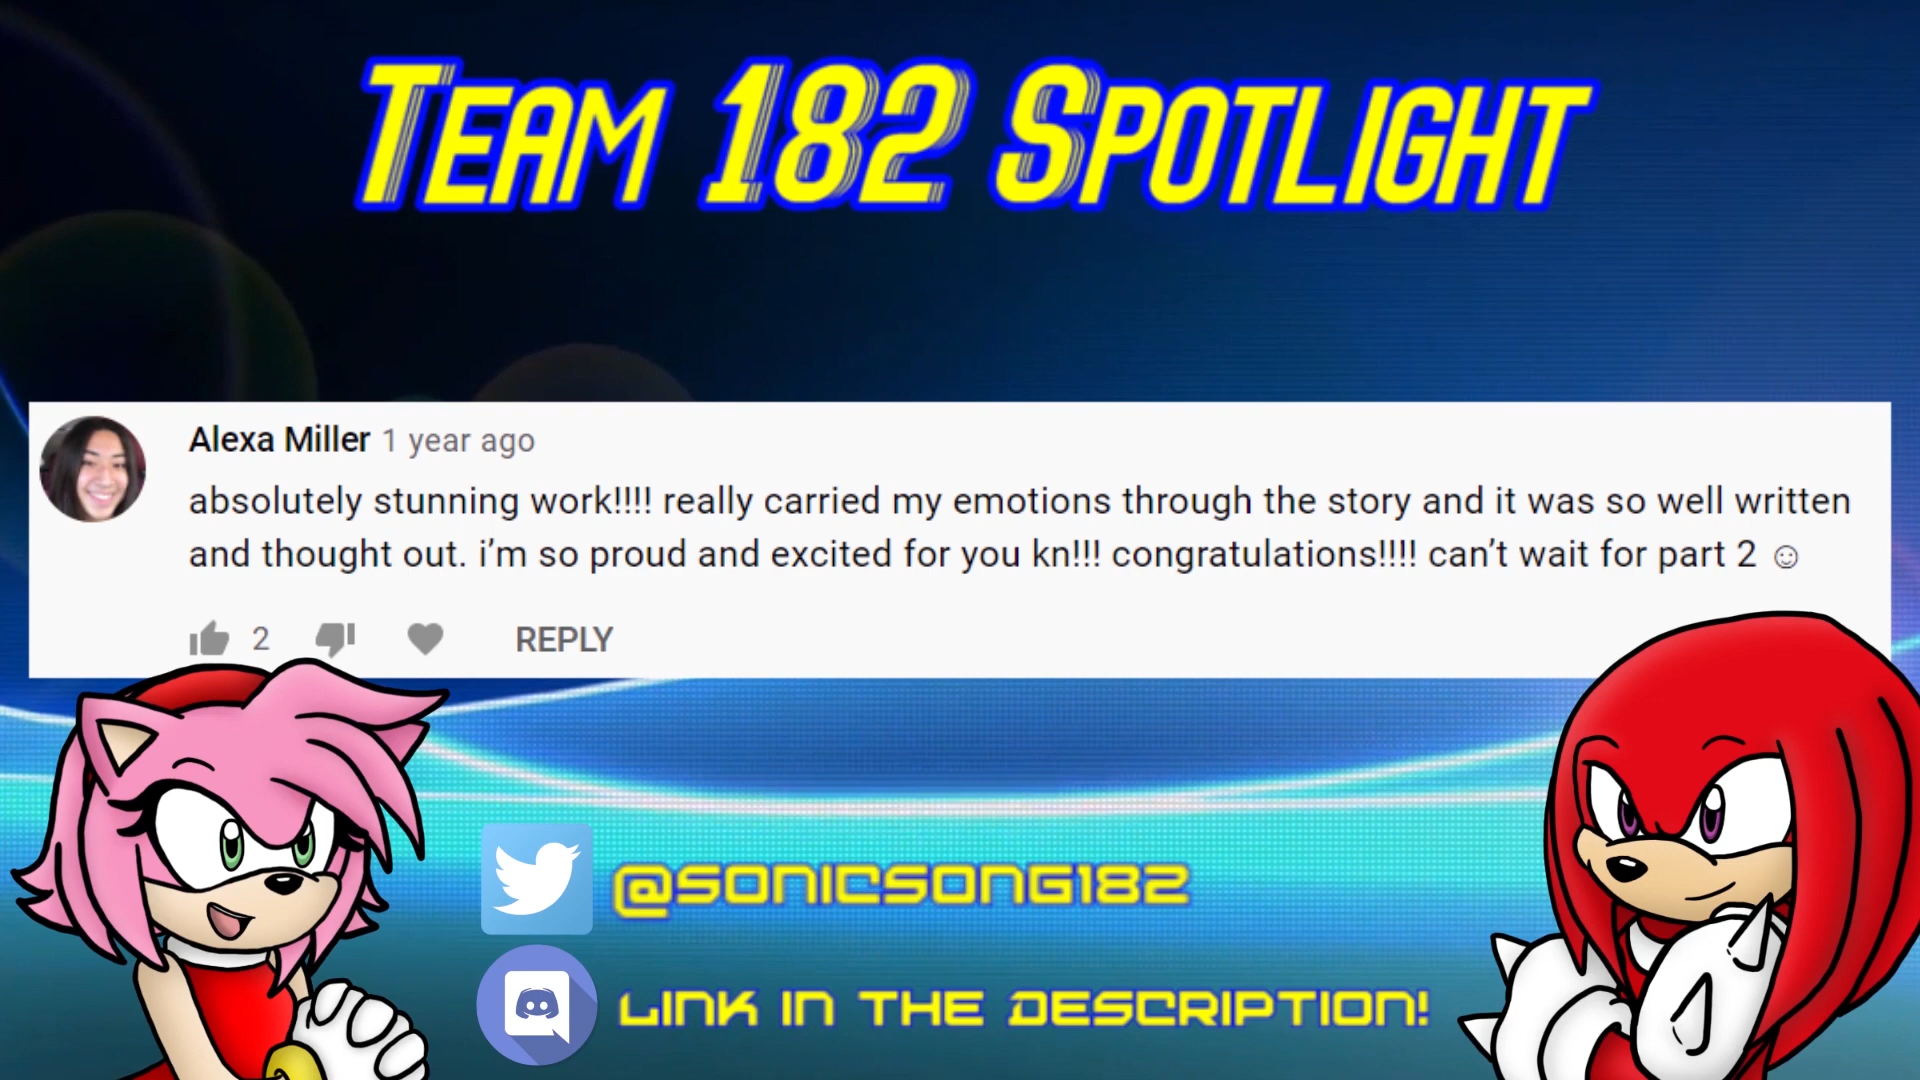 Team 182 Spotlight
Alexa Miller 1 year ago
absolutely stunning work!!!! really carried my emotions through the story and it was so well written
and thought out. i’m so proud and excited for you kn!!! congratulations!!!! can’t wait for part 2 ☺
2 REPLY
@SONICSONG182
LINK IN THE DESCRIPTION!